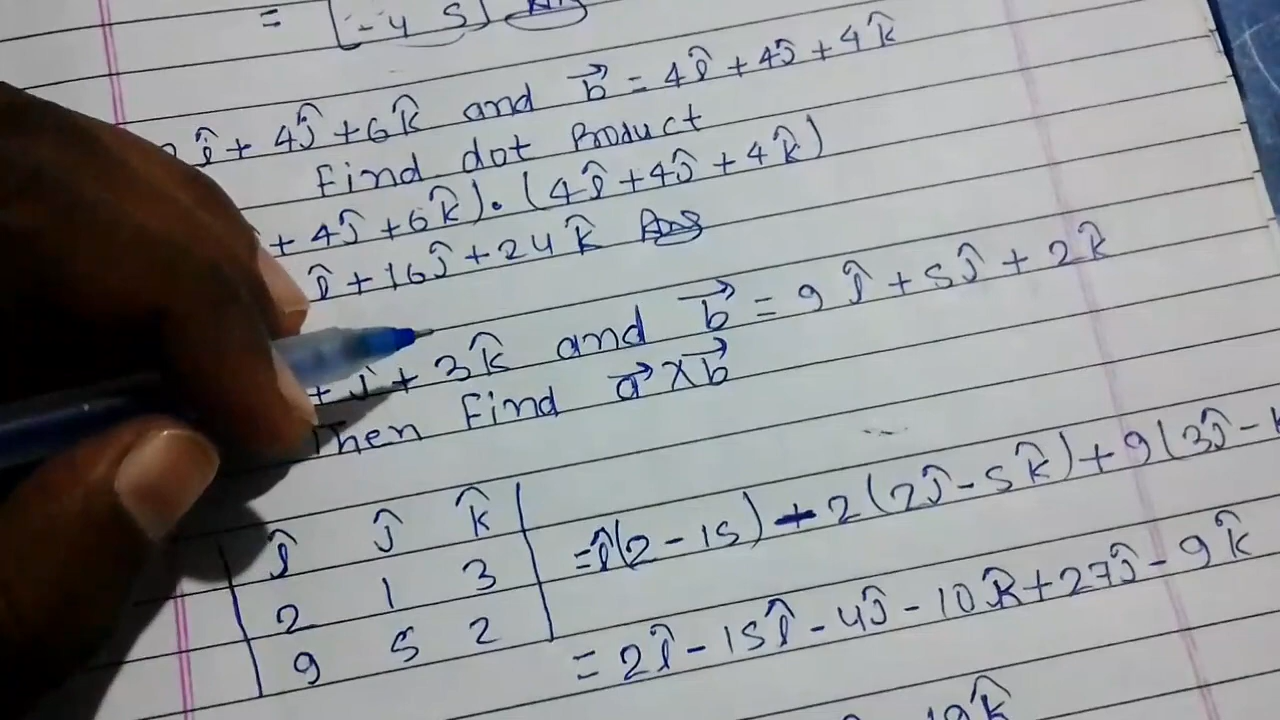 = [-4 5]
î + 4ĵ + 6k̂ and b⃗ = 4î + 4ĵ + 4k̂
Find dot Product
+ 4ĵ + 6k̂).(4î + 4ĵ + 4k̂)
î + 16ĵ + 24k̂ Ans
+ ĵ + 3k̂ and b⃗ = 9î + 5ĵ + 2k̂
Then Find a⃗ × b⃗
î ĵ k̂ | = î(2 - 15) - 2(2ĵ - 5k̂) + 9(3ĵ - k
2 1 3
9 5 2 | = 2î - 15î - 4ĵ - 10k̂ + 27ĵ - 9k̂
19k̂